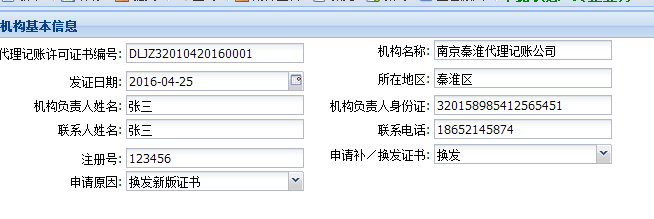 机构基本信息
代理记账许可证书编号: DLJZ32010420160001 机构名称: 南京秦淮代理记账公司
发证日期: 2016-04-25 所在地区: 秦淮区
机构负责人姓名: 张三 机构负责人身份证: 320158985412565451
联系人姓名: 张三 联系电话: 18652145874
注册号: 123456 申请补／换发证书: 换发
申请原因: 换发新版证书